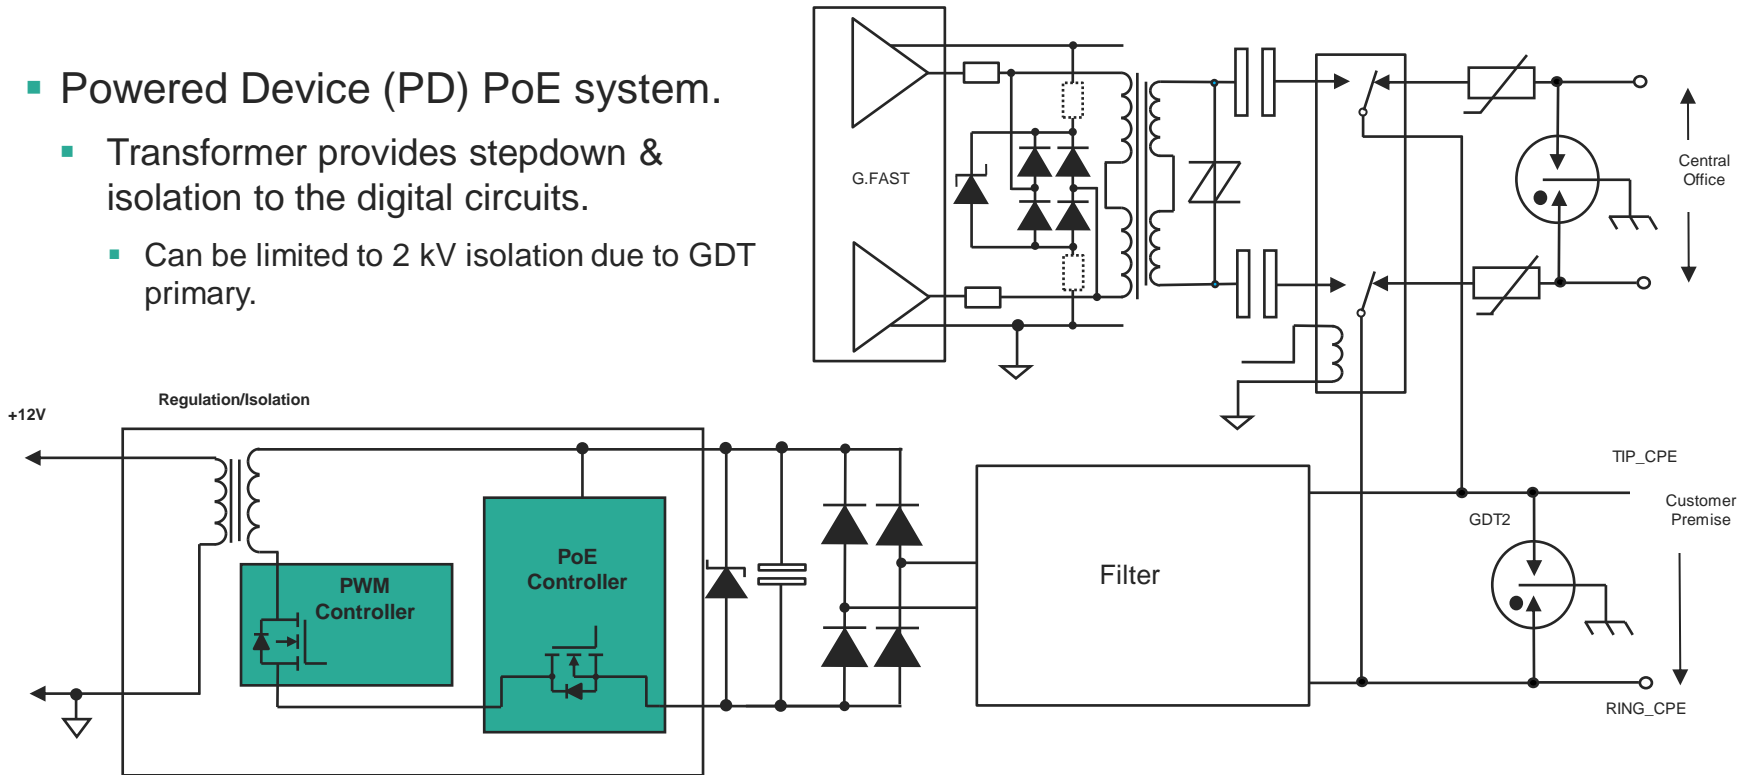 Powered Device (PD) PoE system.
Transformer provides stepdown &
isolation to the digital circuits.
Can be limited to 2 kV isolation due to GDT
primary.
G.FAST
Central
Office
Regulation/Isolation
+12V
TIP_CPE
Customer
Premise
GDT2
PoE
Controller
PWM
Controller
Filter
RING_CPE